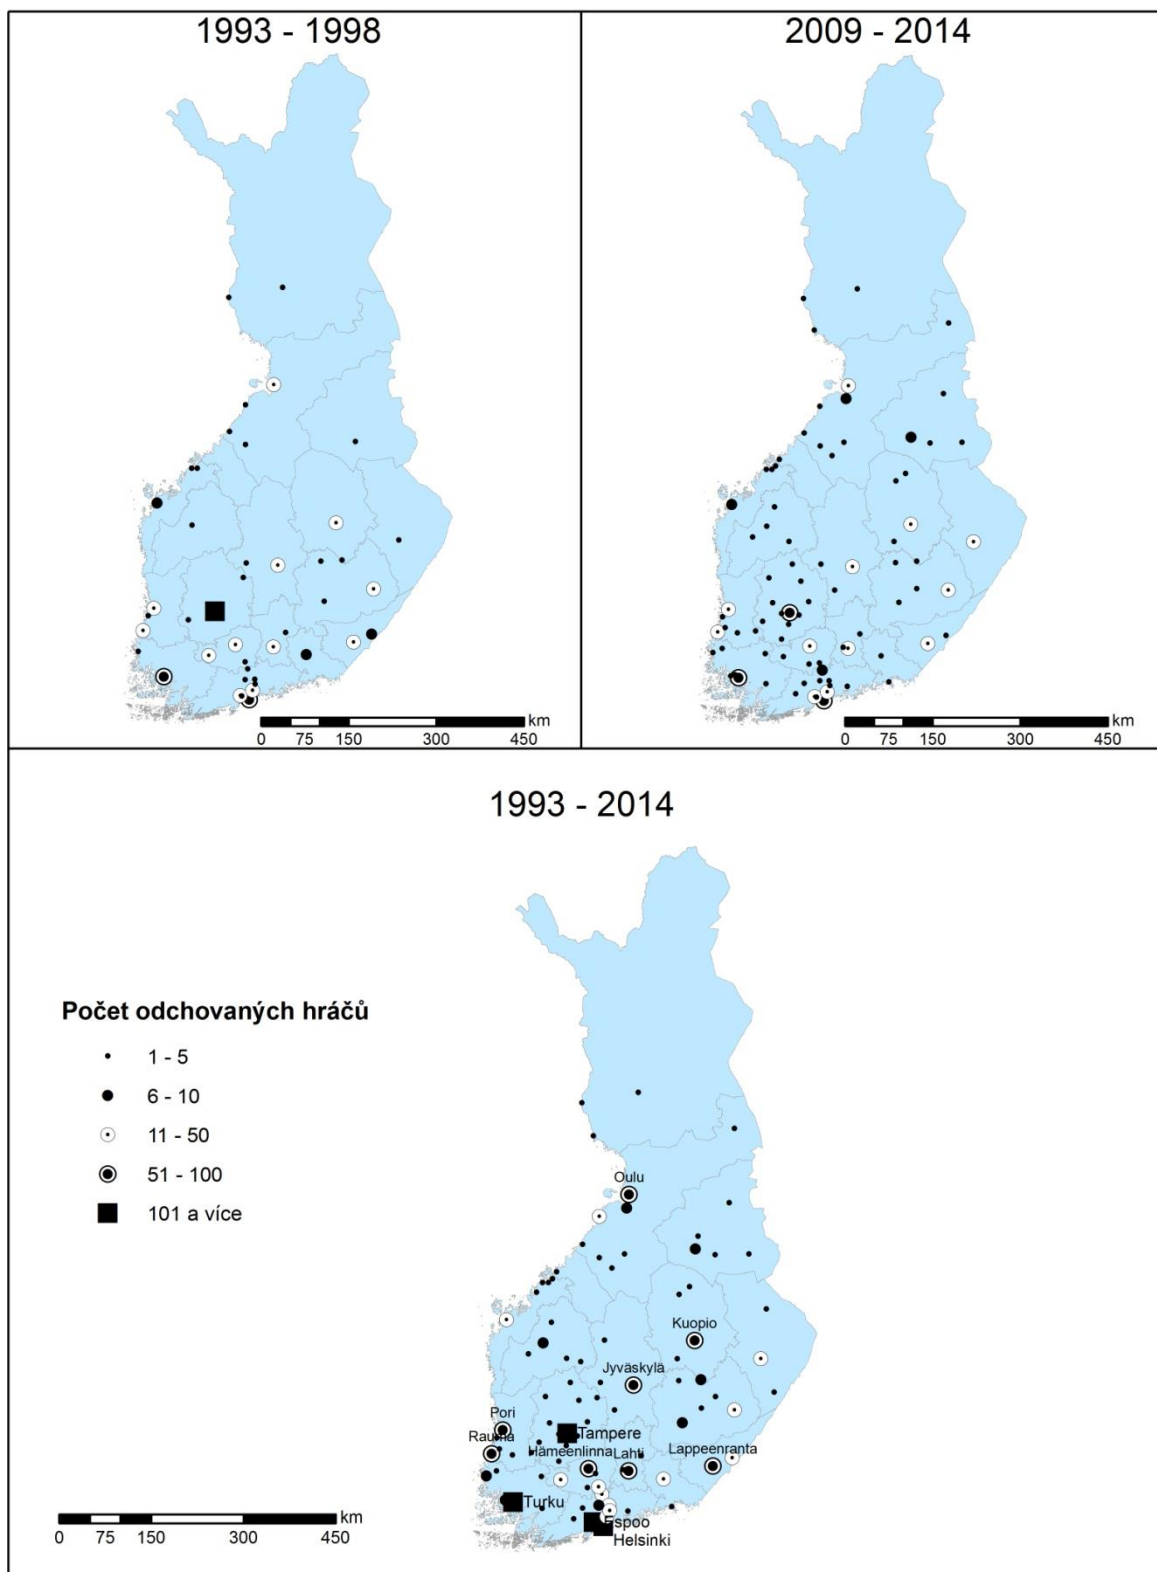 1993 - 1998
2009 - 2014
km
0 75 150 300 450
km
0 75 150 300 450
1993 - 2014
Počet odchovaných hráčů
1 - 5
6 - 10
11 - 50
51 - 100
101 a více
Oulu
Kuopio
Jyväskylä
Pori
Tampere
Rauma
Hämeenlinna
Lahti
Lappeenranta
Turku
Espoo
Helsinki
km
0 75 150 300 450